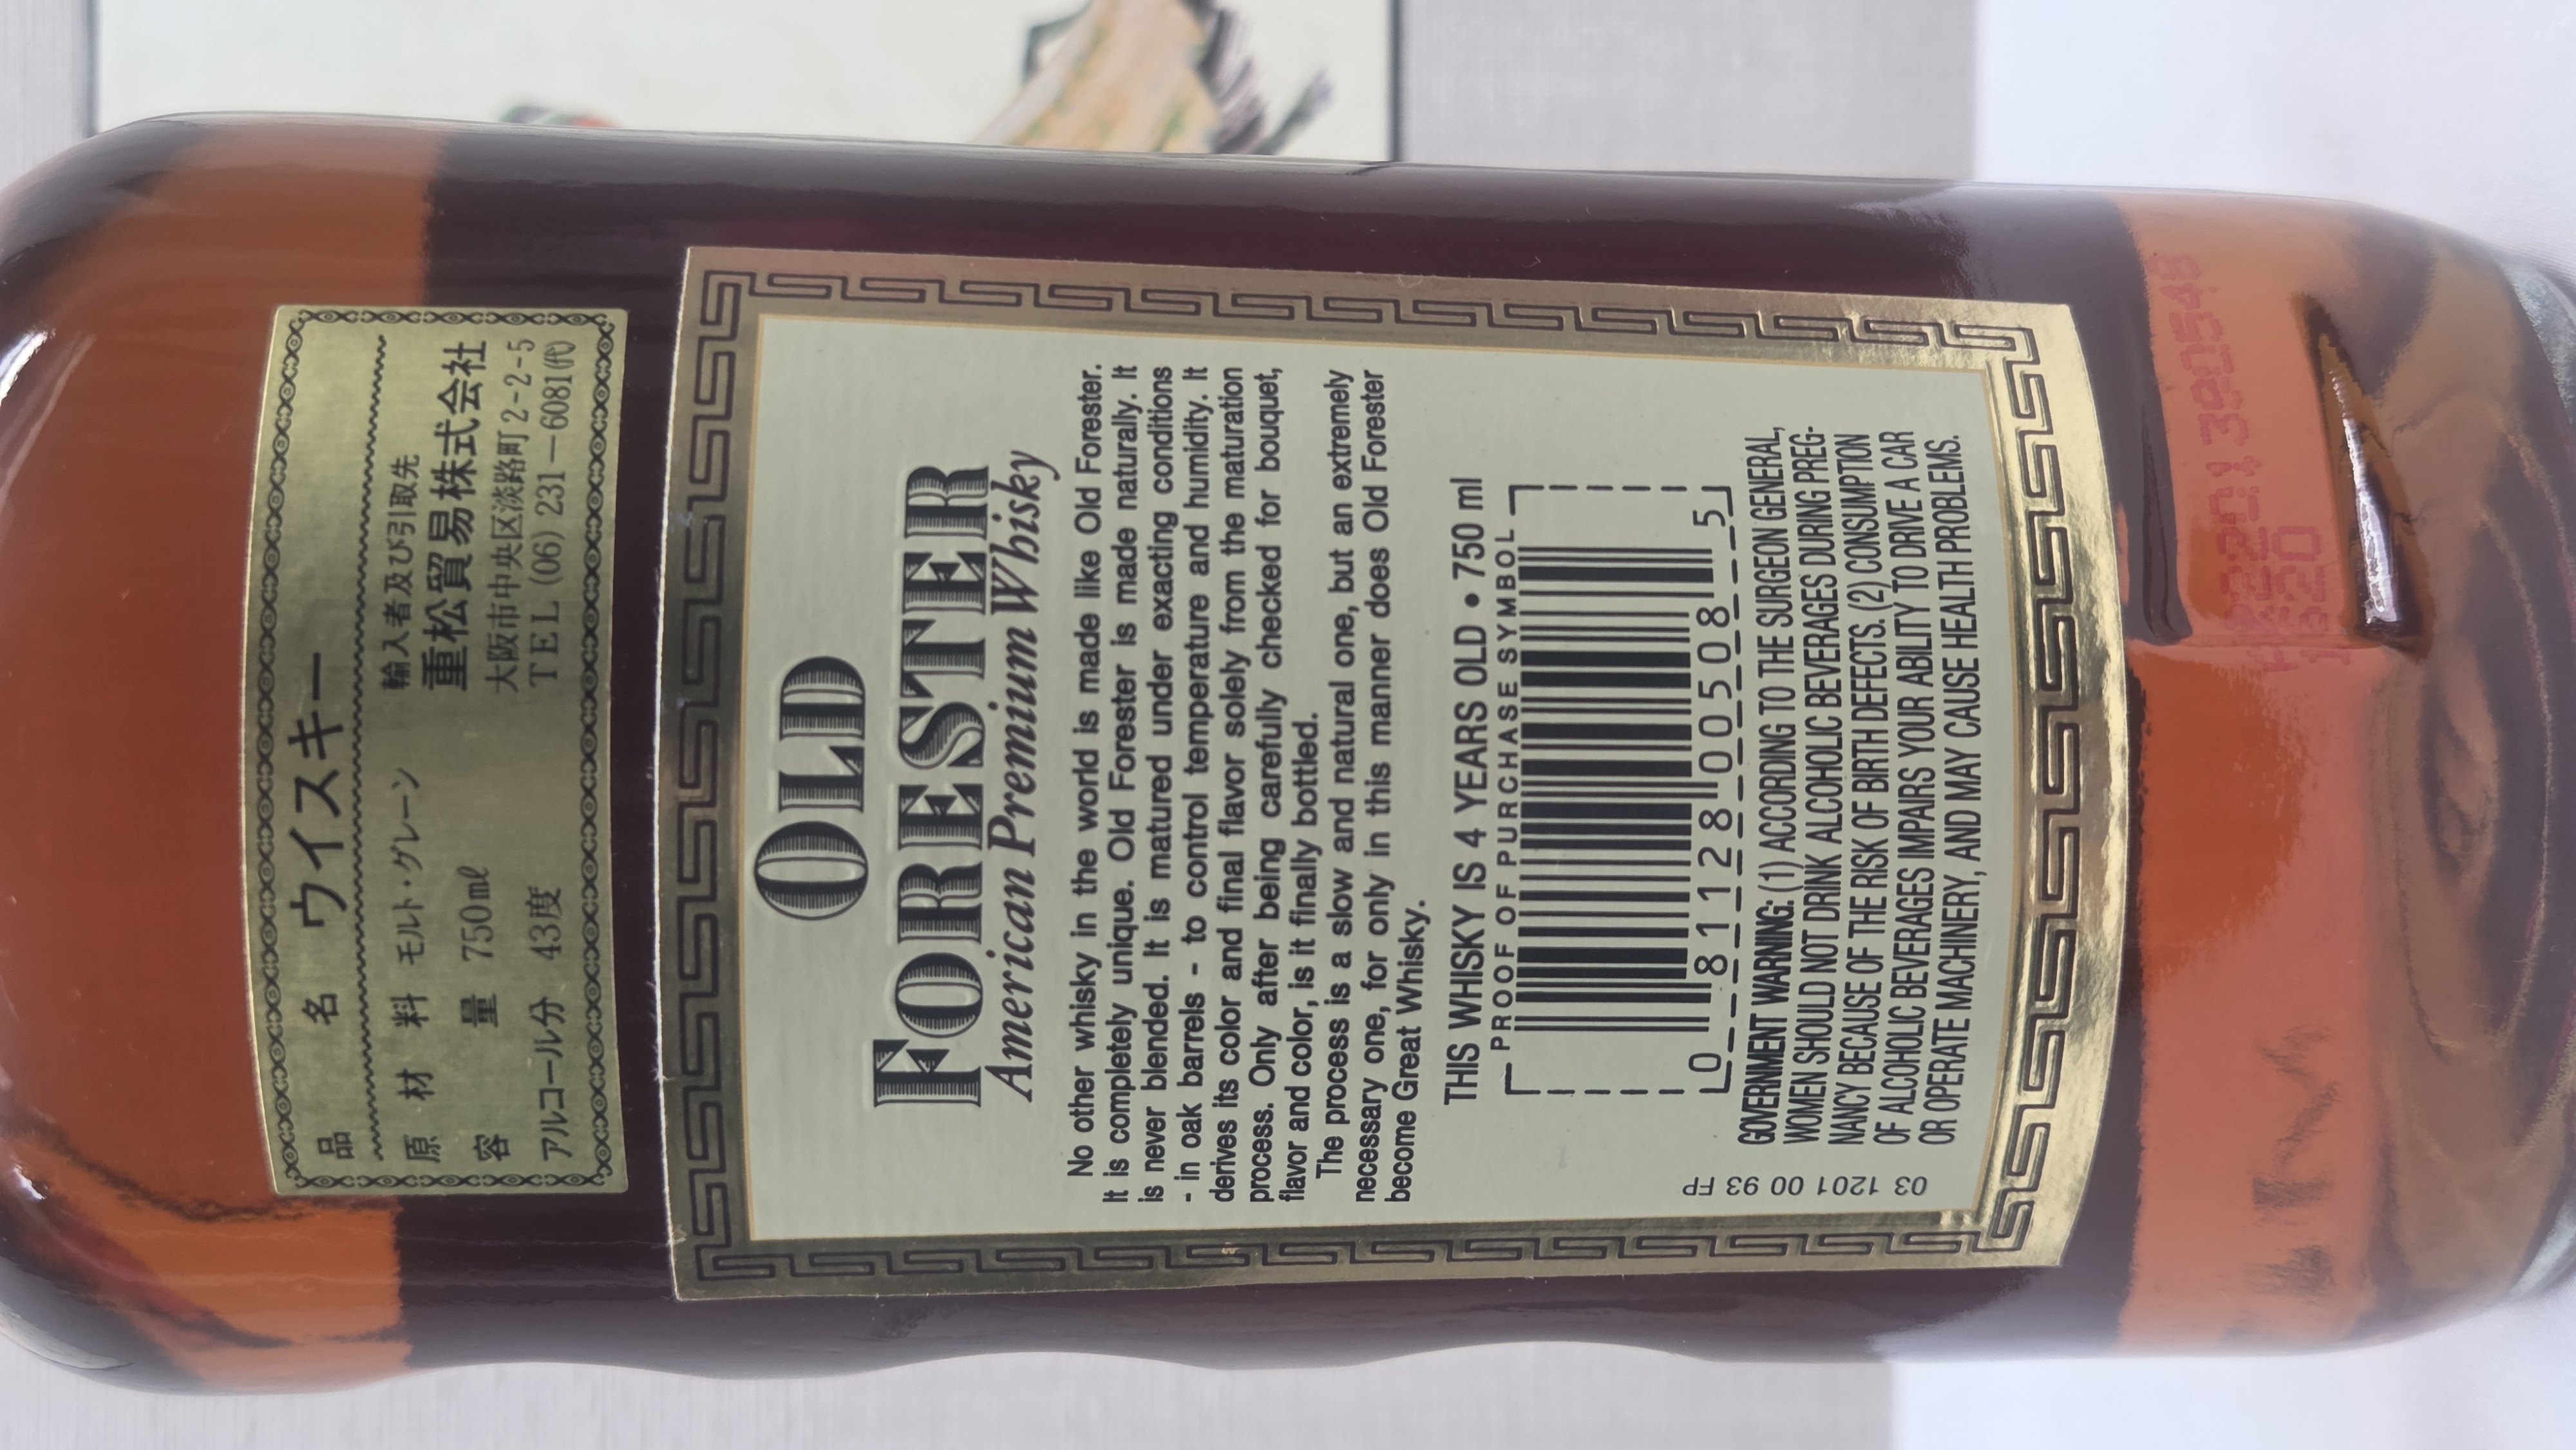 品名 ウイスキー
原材料 モルト・グレーン
容量 750㎖
アルコール分 43度
輸入者及び引取先
重松貿易株式会社
大阪市中央区淡路町2-2-5
TEL (06) 231-6081㈹
OLD
FORESTER
American Premium Whisky
No other whisky in the world is made like Old Forester.
It is completely unique. Old Forester is made naturally. It
is never blended. It is matured under exacting conditions
- in oak barrels - to control temperature and humidity. It
derives its color and final flavor solely from the maturation
process. Only after being carefully checked for bouquet,
flavor and color, is it finally bottled.
The process is a slow and natural one, but an extremely
necessary one, for only in this manner does Old Forester
become Great Whisky.
THIS WHISKY IS 4 YEARS OLD • 750 ml
PROOF OF PURCHASE SYMBOL
0 81128 00508 5
GOVERNMENT WARNING: (1) ACCORDING TO THE SURGEON GENERAL,
WOMEN SHOULD NOT DRINK ALCOHOLIC BEVERAGES DURING PREG-
NANCY BECAUSE OF THE RISK OF BIRTH DEFECTS. (2) CONSUMPTION
OF ALCOHOLIC BEVERAGES IMPAIRS YOUR ABILITY TO DRIVE A CAR
OR OPERATE MACHINERY, AND MAY CAUSE HEALTH PROBLEMS.
03 1201 00 93 FP